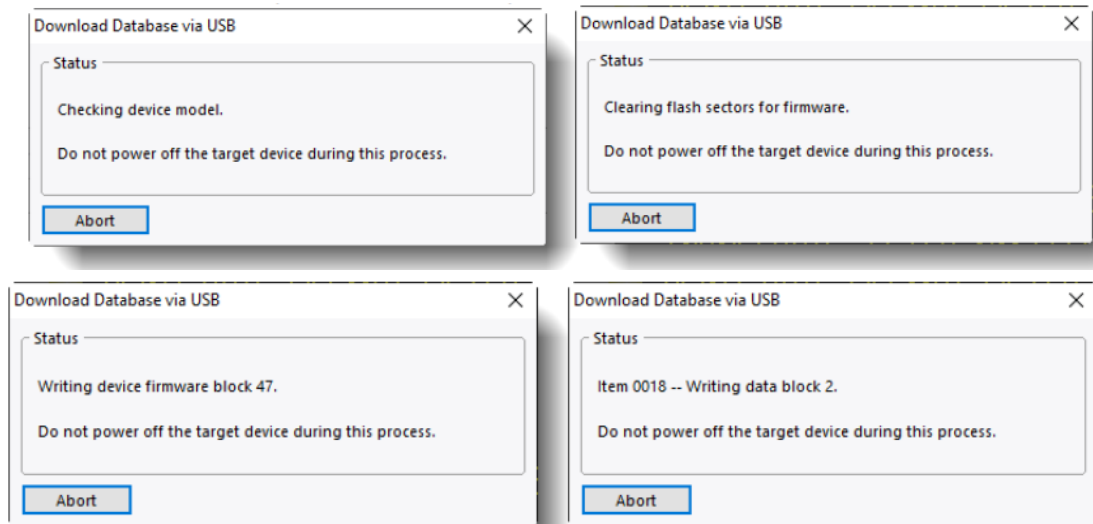 Download Database via USB
Status
Checking device model.
Do not power off the target device during this process.
Abort
Download Database via USB
Status
Clearing flash sectors for firmware.
Do not power off the target device during this process.
Abort
Download Database via USB
Status
Writing device firmware block 47.
Do not power off the target device during this process.
Abort
Download Database via USB
Status
Item 0018 -- Writing data block 2.
Do not power off the target device during this process.
Abort